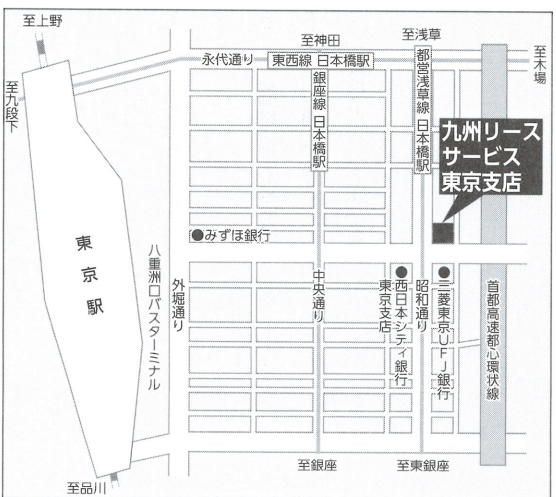 至上野
至神田
至浅草
永代通り
東西線 日本橋駅
至木場
至九段下
銀座線 日本橋駅
都営浅草線 日本橋駅
九州リース
サービス
東京支店
●みずほ銀行
東京駅
八重洲口バスターミナル
外堀通り
中央通り
●西日本シティ銀行
東京支店
昭和通り
●三菱東京UFJ銀行
首都高速都心環状線
至銀座
至東銀座
至品川